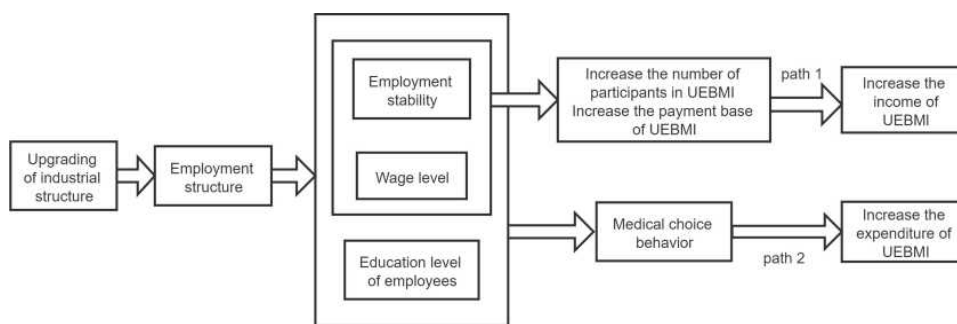 Upgrading
of industrial
structure
Employment
structure
Employment
stability
Wage level
Education level
of employees
Increase the number of
participants in UEBMI
Increase the payment base
of UEBMI
path 1
Increase the
income of
UEBMI
Medical choice
behavior
path 2
Increase the
expenditure of
UEBMI